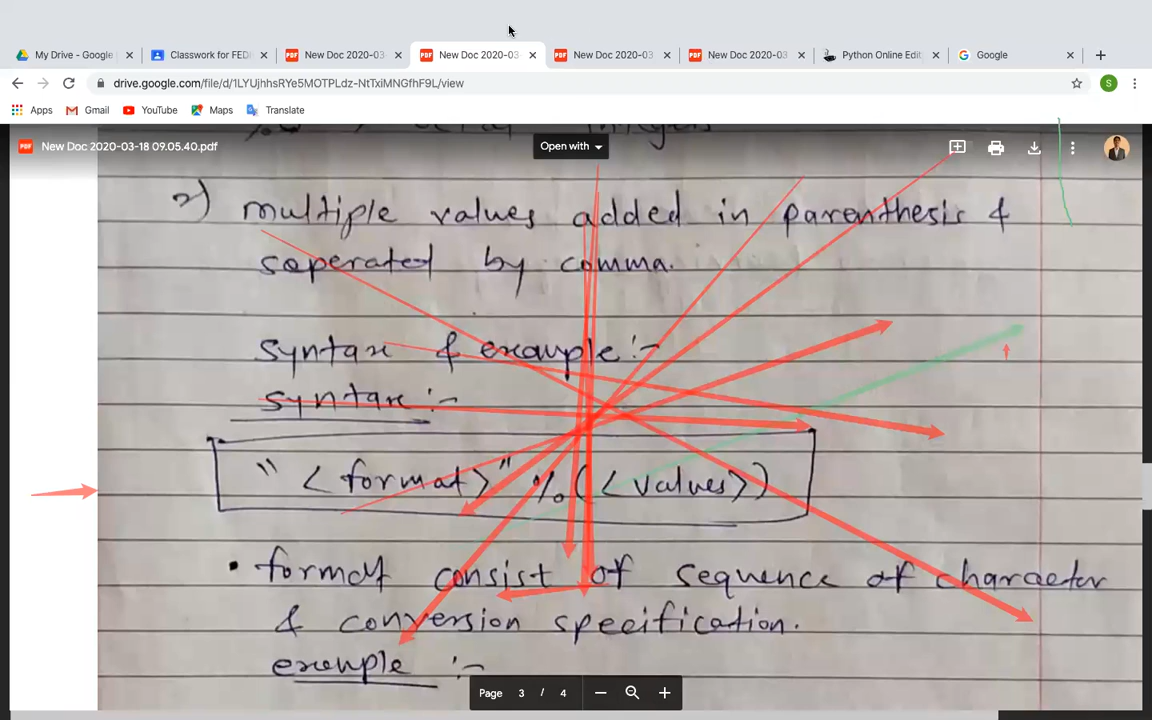 My Drive - Google
Classwork for FED
New Doc 2020-03
New Doc 2020-03
New Doc 2020-03
New Doc 2020-03
Python Online Edit
Google
drive.google.com/file/d/1LYUjhhsRYe5MOTPLdz-NtTxiMNGfhF9L/view
S
Apps
Gmail
YouTube
Maps
Translate
PDF New Doc 2020-03-18 09.05.40.pdf
Open with
2) multiple values added in parenthesis &
seperated by comma.
syntax & example :-
syntax :-
"<format>" %(<values>)
• format consist of sequence of character
& conversion specification.
example :-
Page 3 / 4